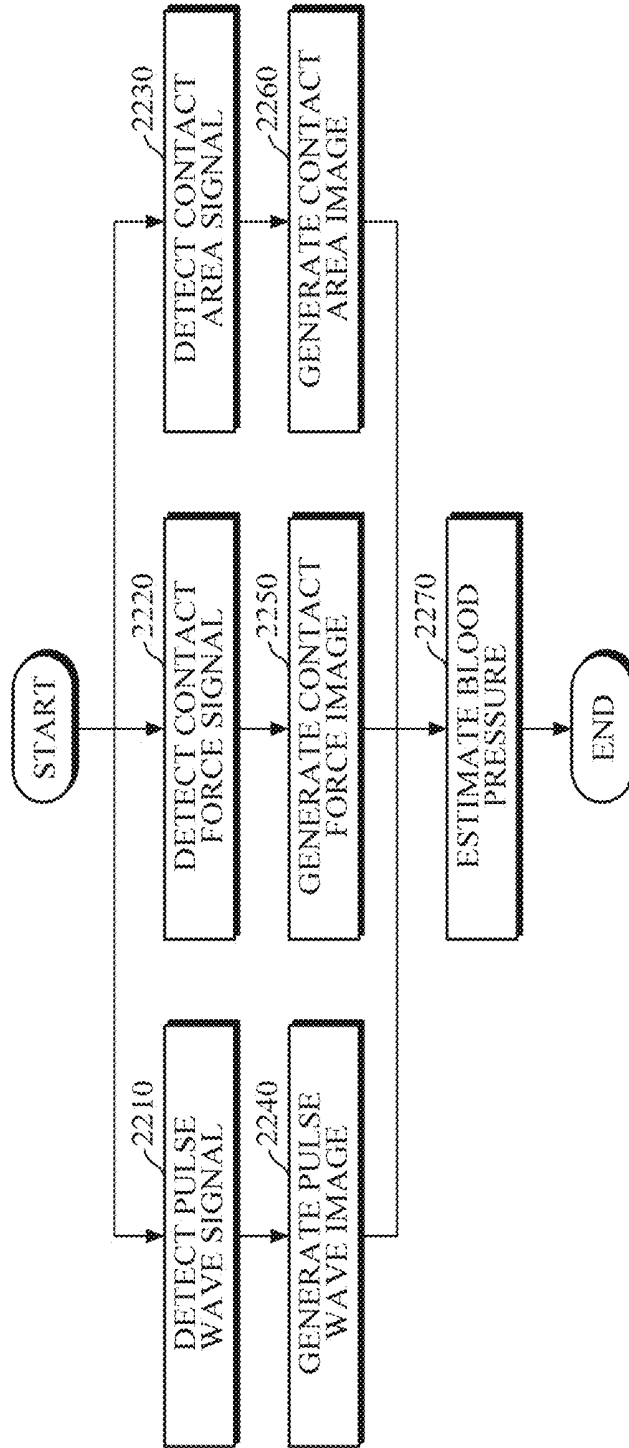 START
2210
DETECT PULSE
WAVE SIGNAL
2220
DETECT CONTACT
FORCE SIGNAL
2230
DETECT CONTACT
AREA SIGNAL
2240
GENERATE PULSE
WAVE IMAGE
2250
GENERATE CONTACT
FORCE IMAGE
2260
GENERATE CONTACT
AREA IMAGE
2270
ESTIMATE BLOOD
PRESSURE
END